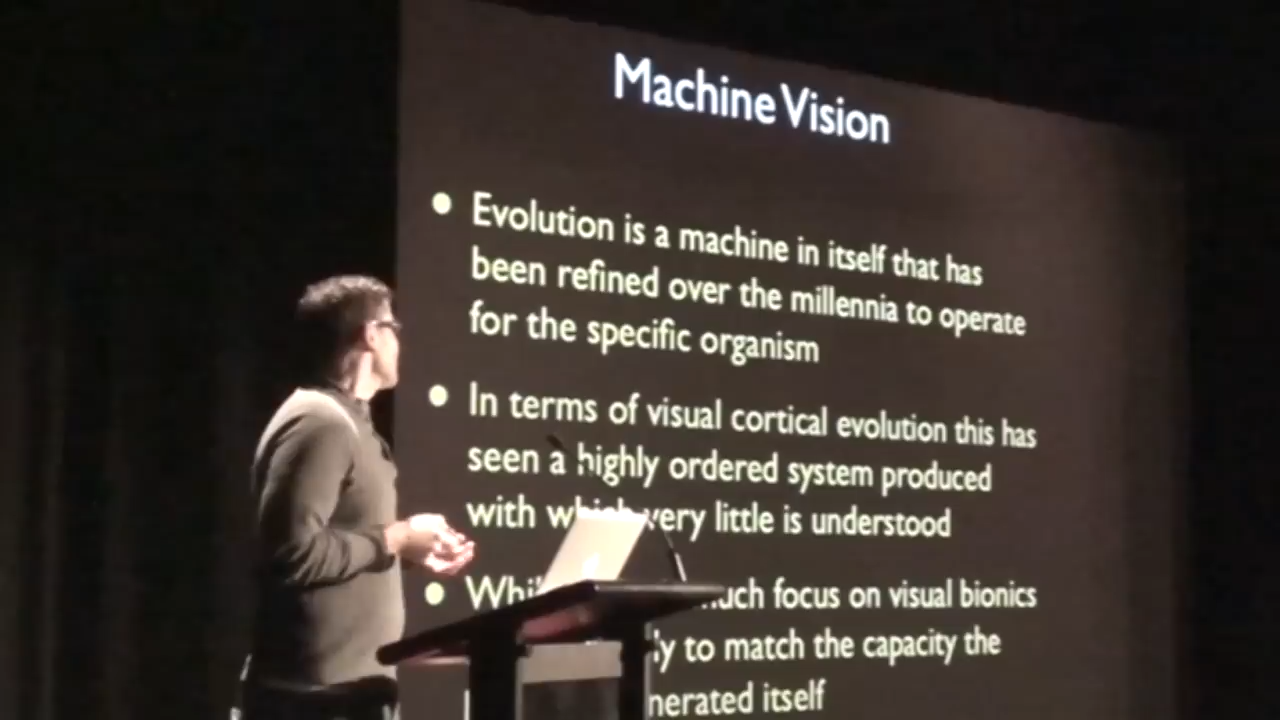 Machine Vision
• Evolution is a machine in itself that has
been refined over the millennia to operate
for the specific organism
• In terms of visual cortical evolution this has
seen a highly ordered system produced
with which very little is understood
• focus on visual bionics
to match the capacity the
itself